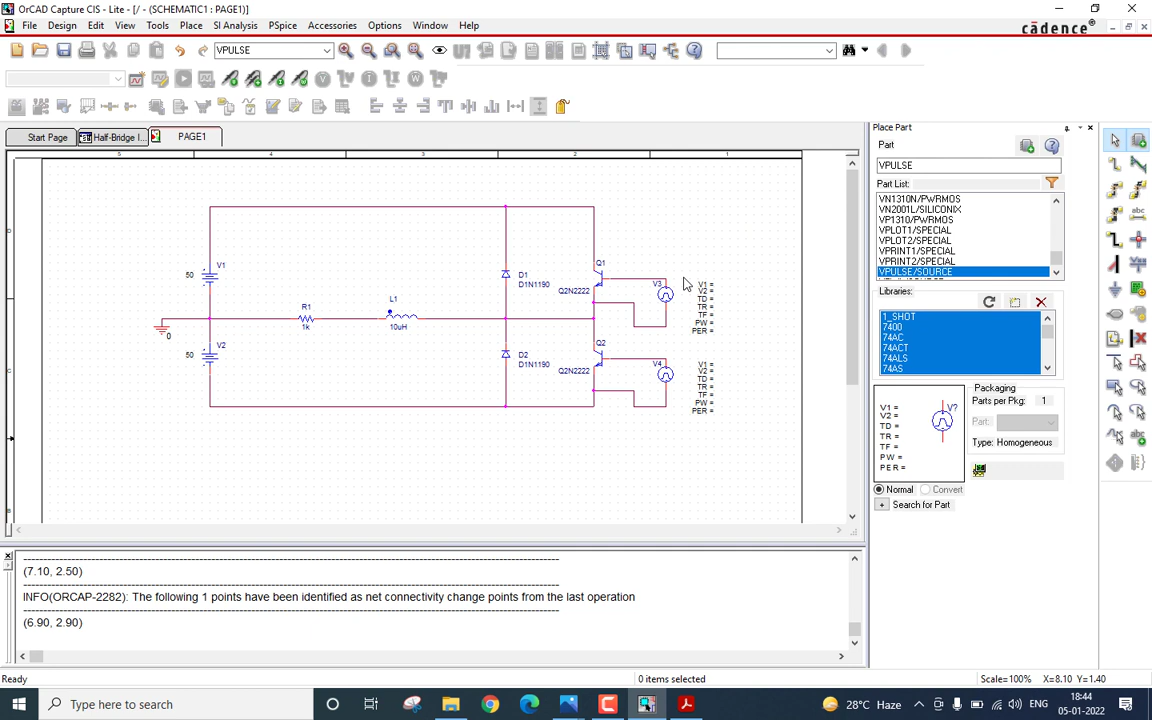 OrCAD Capture CIS - Lite - [/ - (SCHEMATIC1 : PAGE1)]
File Design Edit View Tools Place SI Analysis PSpice Accessories Options Window Help
cādence®
VPULSE
Start Page
Half-Bridge I...
PAGE1
5
4
3
2
1
D
C
B
50
V1
50
V2
0
R1
1k
L1
10uH
D1
D1N1190
D2
D1N1190
Q1
Q2N2222
Q2
Q2N2222
V3
V1 =
V2 =
TD =
TR =
TF =
PW =
PER =
V4
V1 =
V2 =
TD =
TR =
TF =
PW =
PER =
Place Part
Part
VPULSE
Part List:
VN1310N/PWRMOS
VN2001L/SILICONIX
VP1310/PWRMOS
VPLOT1/SPECIAL
VPLOT2/SPECIAL
VPRINT1/SPECIAL
VPRINT2/SPECIAL
VPULSE/SOURCE
Libraries:
1_SHOT
7400
74AC
74ACT
74ALS
74AS
V1 =
V2 =
TD =
TR =
TF =
PW =
PER =
V?
Packaging
Parts per Pkg: 1
Part:
Type: Homogeneous
Normal
Convert
Search for Part
(7.10, 2.50)
INFO(ORCAP-2282): The following 1 points have been identified as net connectivity change points from the last operation
(6.90, 2.90)
Ready
0 items selected
Scale=100% X=8.10 Y=1.40
Type here to search
28°C Haze
ENG
18:44
05-01-2022